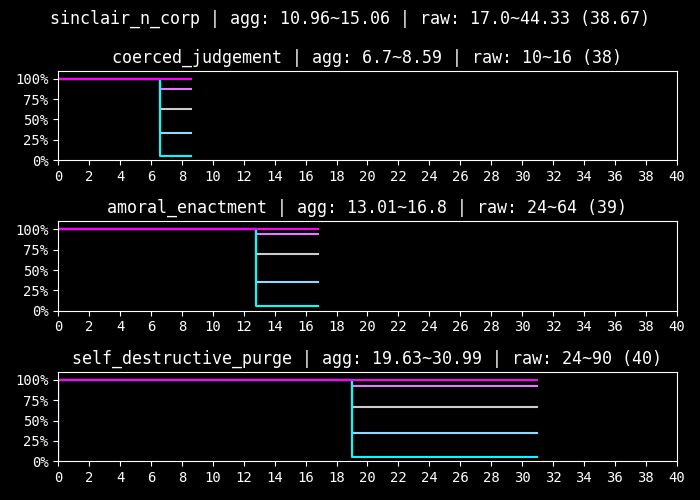 sinclair_n_corp | agg: 10.96~15.06 | raw: 17.0~44.33 (38.67)
coerced_judgement | agg: 6.7~8.59 | raw: 10~16 (38)
100%
75%
50%
25%
0%
0 2 4 6 8 10 12 14 16 18 20 22 24 26 28 30 32 34 36 38 40
amoral_enactment | agg: 13.01~16.8 | raw: 24~64 (39)
100%
75%
50%
25%
0%
0 2 4 6 8 10 12 14 16 18 20 22 24 26 28 30 32 34 36 38 40
self_destructive_purge | agg: 19.63~30.99 | raw: 24~90 (40)
100%
75%
50%
25%
0%
0 2 4 6 8 10 12 14 16 18 20 22 24 26 28 30 32 34 36 38 40